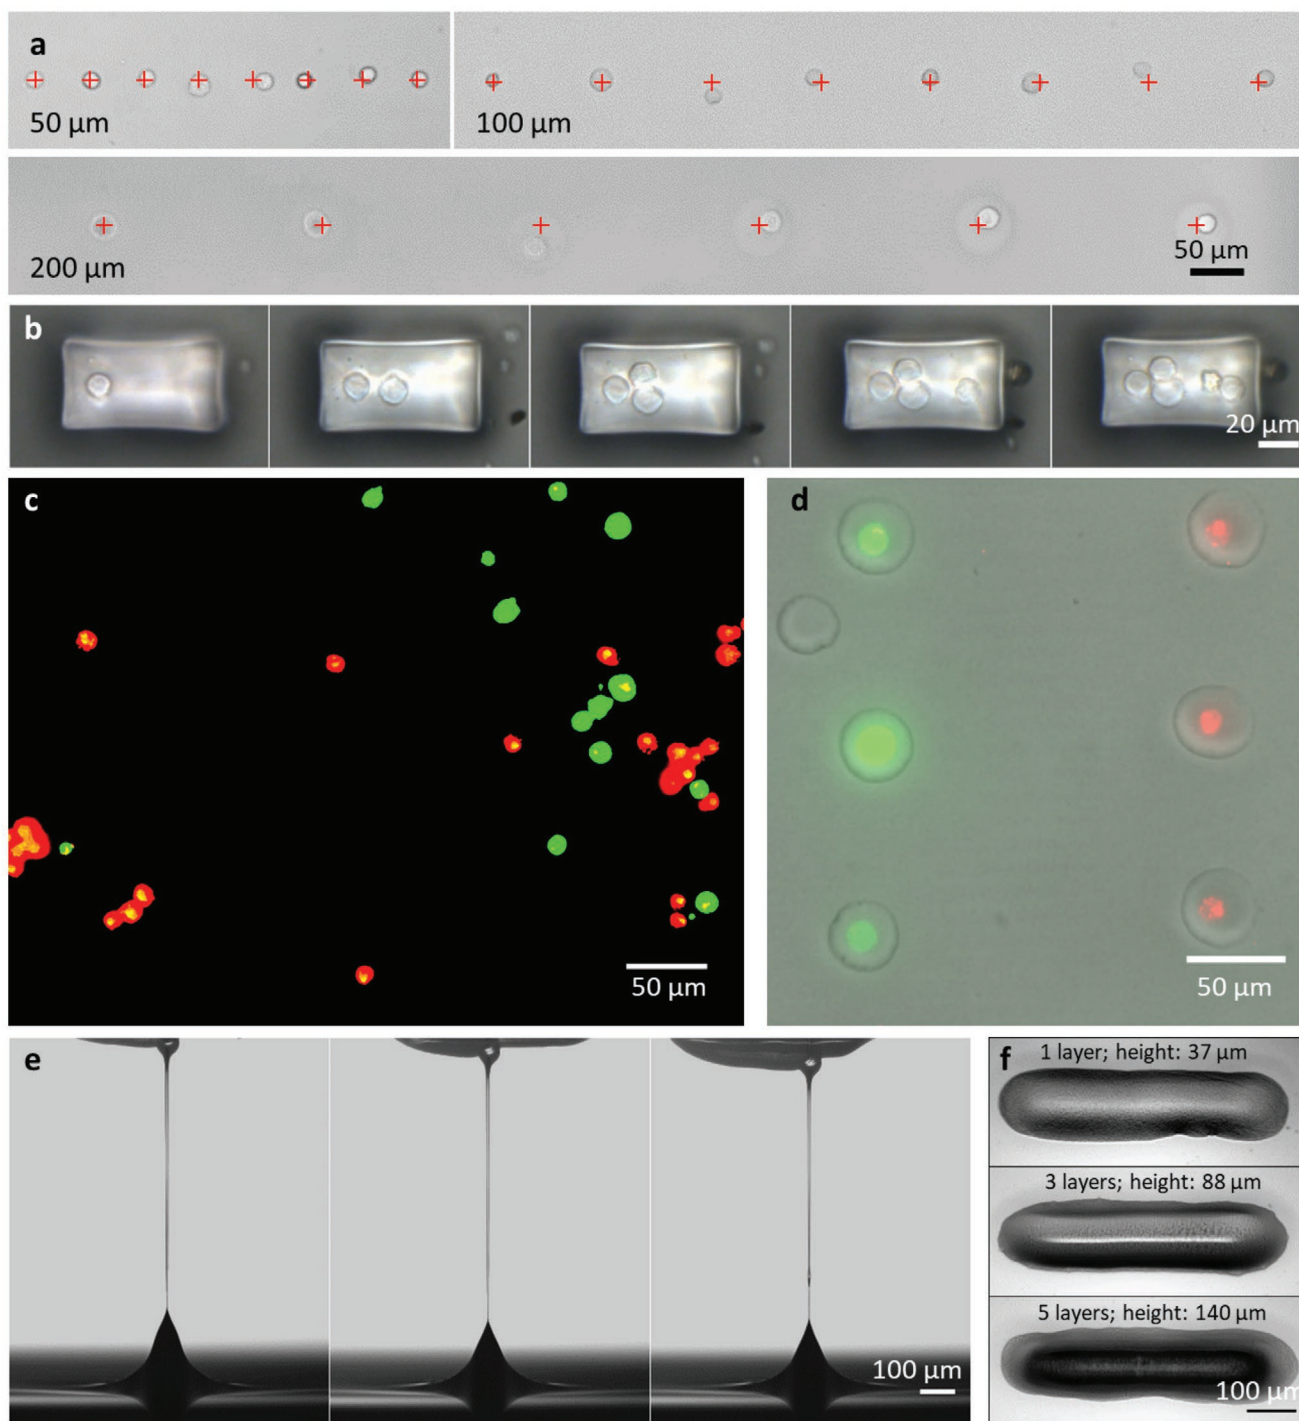 a
50 µm
100 µm
200 µm
50 µm
b
20 µm
c
50 µm
d
50 µm
e
100 µm
f
1 layer; height: 37 µm
3 layers; height: 88 µm
5 layers; height: 140 µm
100 µm